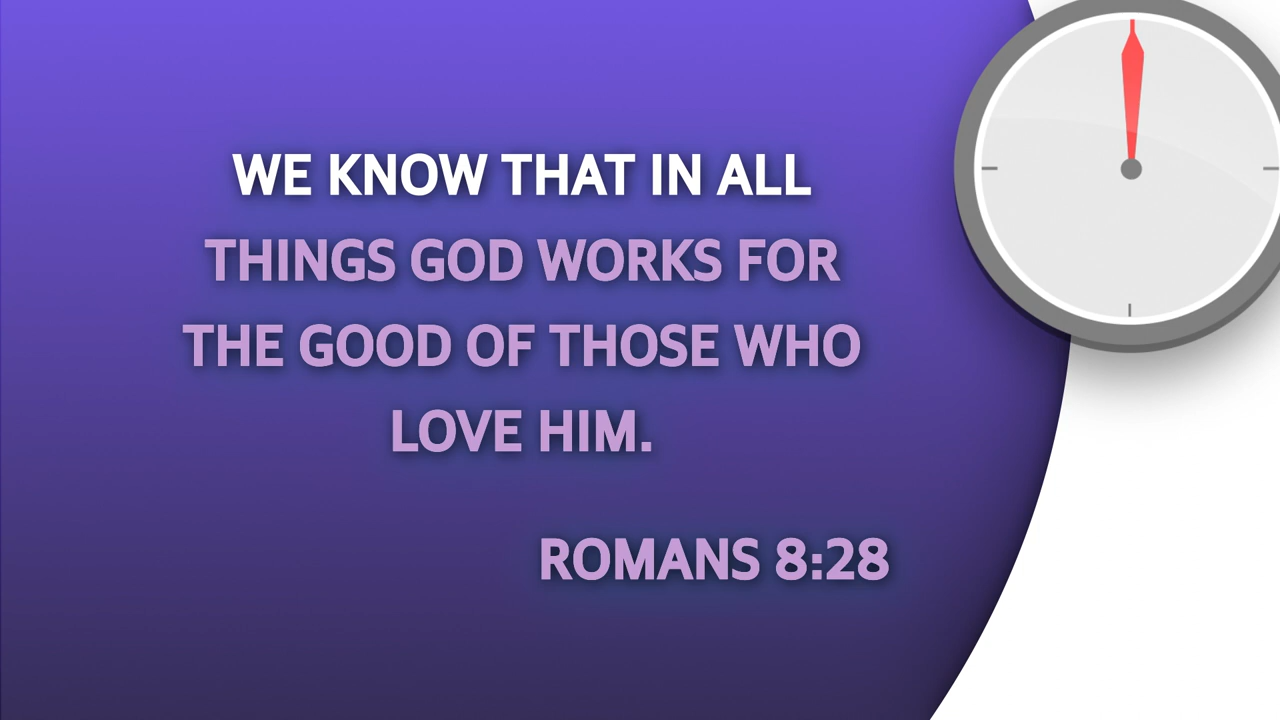 WE KNOW THAT IN ALL
THINGS GOD WORKS FOR
THE GOOD OF THOSE WHO
LOVE HIM.
ROMANS 8:28